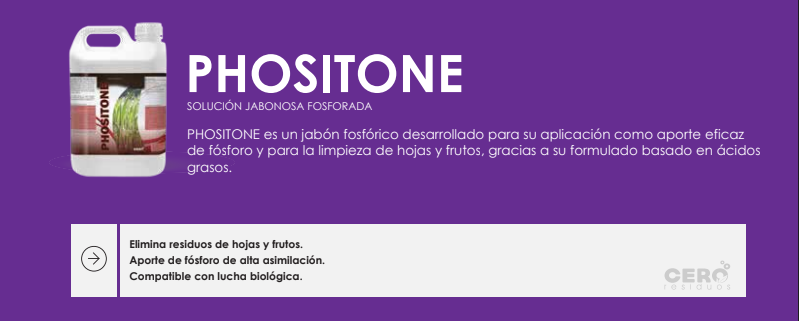 PHOSITONE
PHOSITONE
SOLUCIÓN JABONOSA FOSFORADA
PHOSITONE es un jabón fosfórico desarrollado para su aplicación como aporte eficaz
de fósforo y para la limpieza de hojas y frutos, gracias a su formulado basado en ácidos
grasos.
Elimina residuos de hojas y frutos.
Aporte de fósforo de alta asimilación.
Compatible con lucha biológica.
CERO
residuos